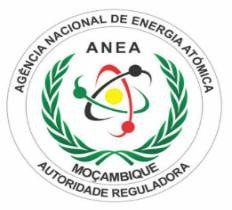 AGÊNCIA NACIONAL DE ENERGIA ATÓMICA
ANEA
MOÇAMBIQUE
AUTORIDADE REGULADORA